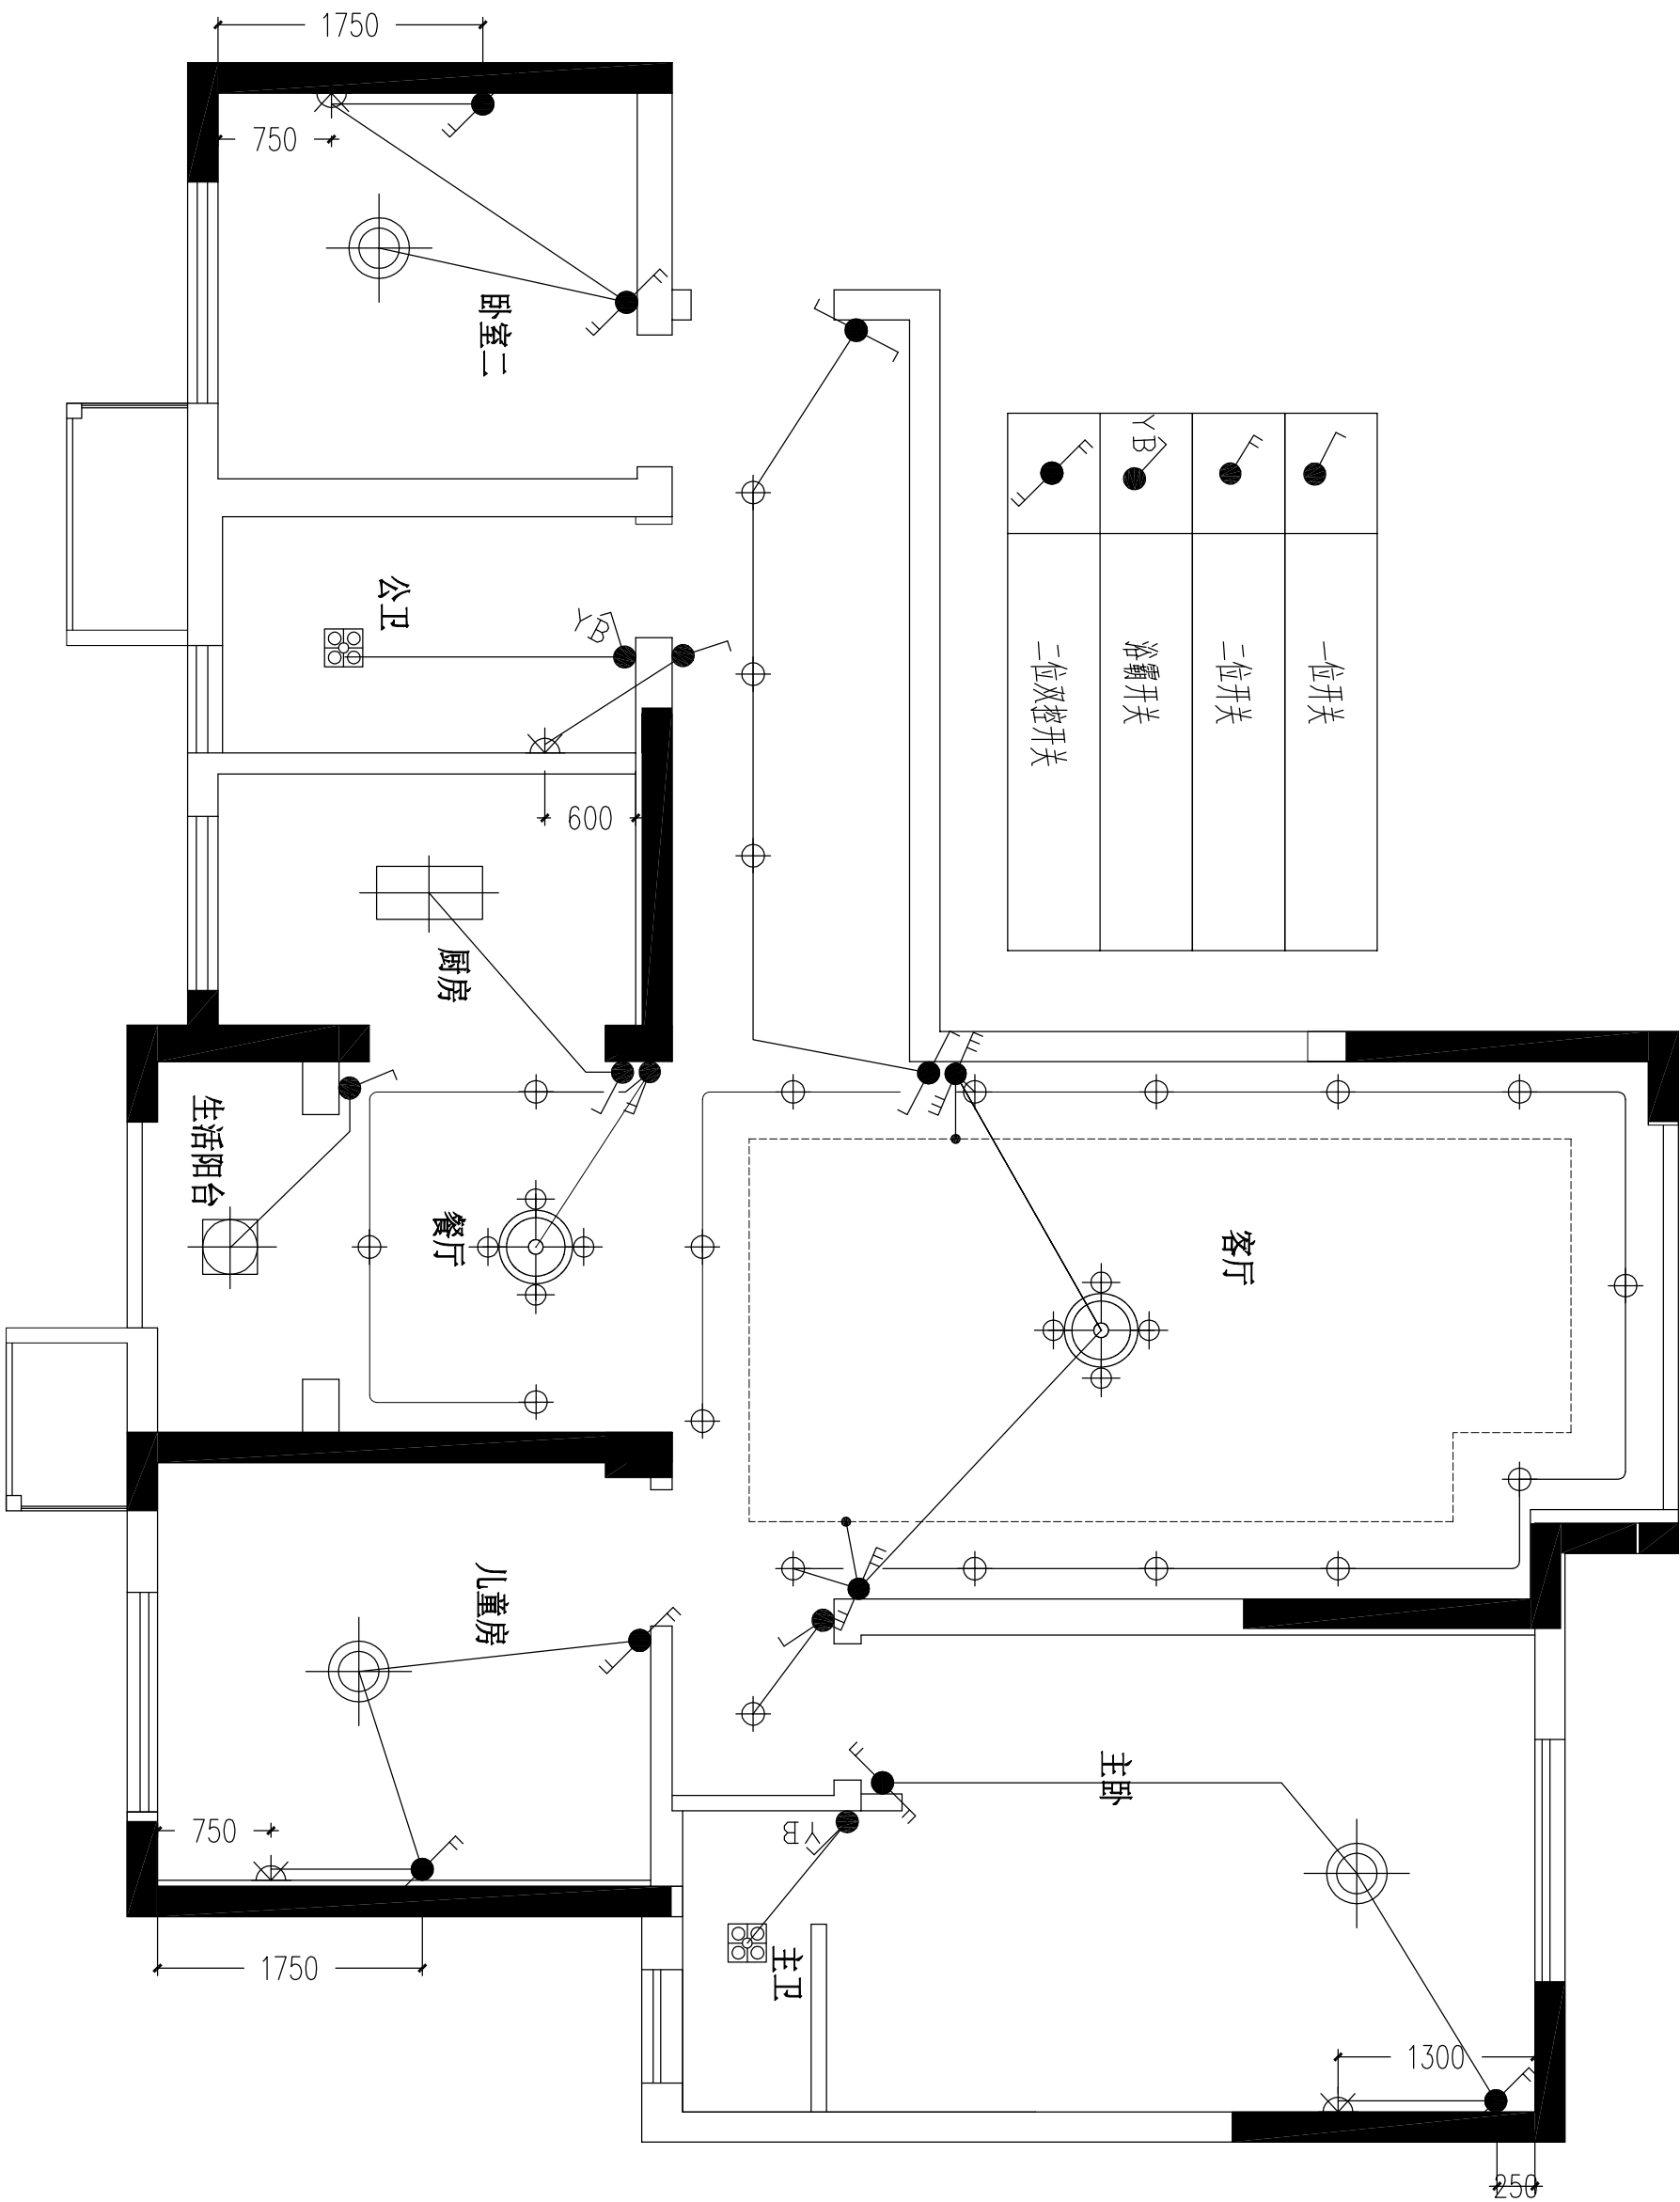 1750
750
卧室二
YB
一位开关
二位开关
浴霸开关
二位双控开关
公卫
YB
600
厨房
生活阳台
餐厅
客厅
儿童房
主卧
YB
750
主卫
1750
1300
250